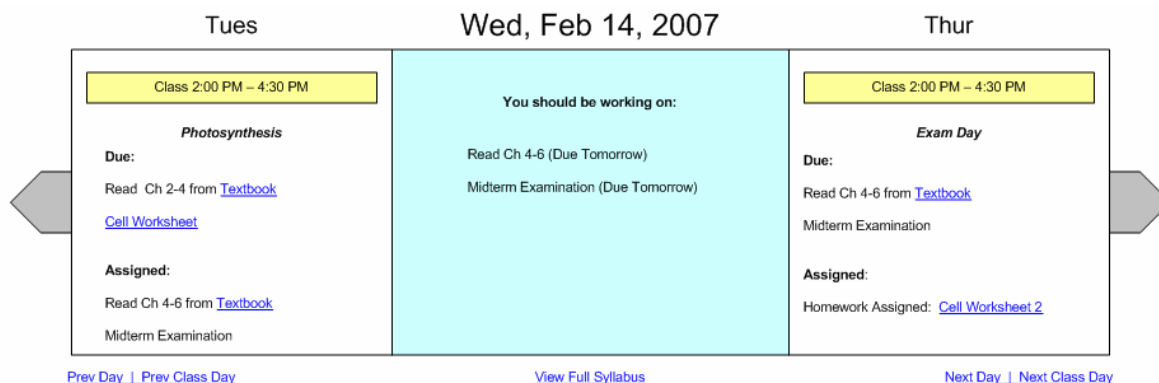 Tues
Wed, Feb 14, 2007
Thur
Class 2:00 PM – 4:30 PM
Photosynthesis
Due:
Read Ch 2-4 from Textbook
Cell Worksheet
Assigned:
Read Ch 4-6 from Textbook
Midterm Examination
You should be working on:
Read Ch 4-6 (Due Tomorrow)
Midterm Examination (Due Tomorrow)
Class 2:00 PM – 4:30 PM
Exam Day
Due:
Read Ch 4-6 from Textbook
Midterm Examination
Assigned:
Homework Assigned: Cell Worksheet 2
Prev Day | Prev Class Day
View Full Syllabus
Next Day | Next Class Day